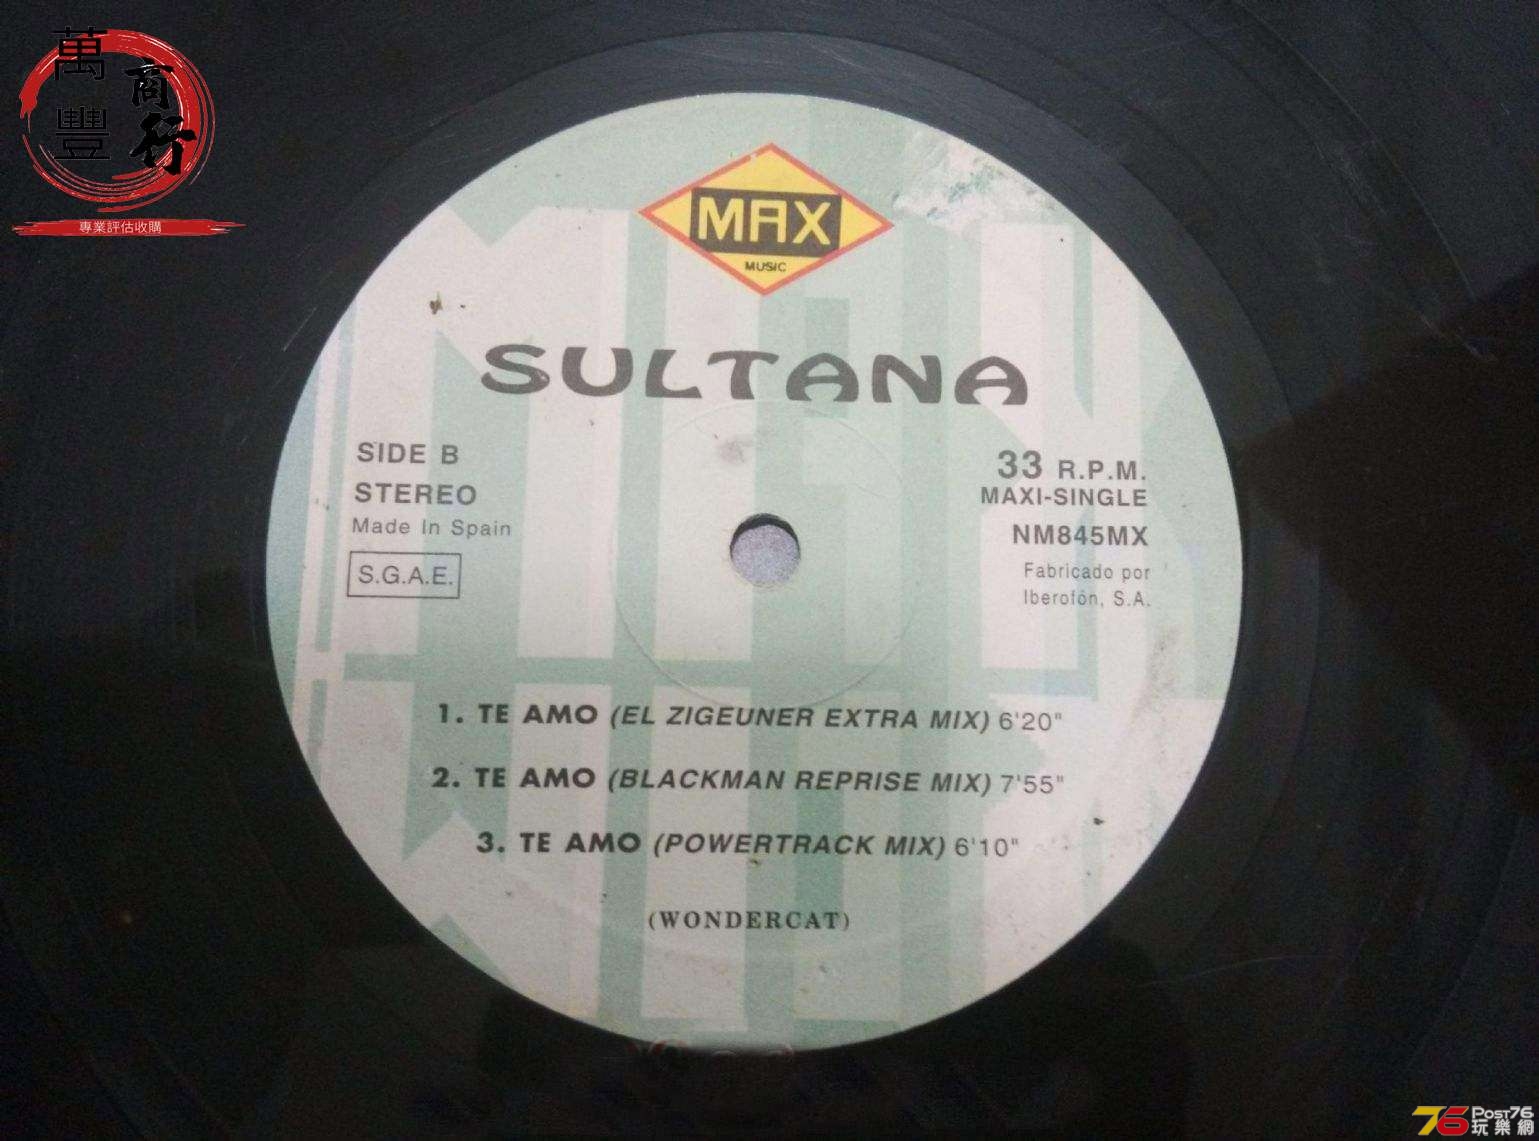 萬豐
商行
專業評估收購
MAX
MUSIC
SULTANA
SIDE B
STEREO
Made In Spain
S.G.A.E.
33 R.P.M.
MAXI-SINGLE
NM845MX
Fabricado por
Iberofón, S.A.
1. TE AMO (EL ZIGEUNER EXTRA MIX) 6'20"
2. TE AMO (BLACKMAN REPRISE MIX) 7'55"
3. TE AMO (POWERTRACK MIX) 6'10"
(WONDERCAT)
76 POST76
玩樂網